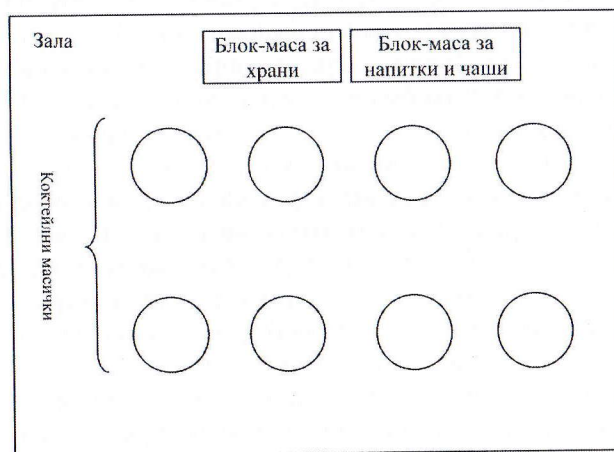 Зала
Блок-маса за
храни
Блок-маса за
напитки и чаши
Коктейлни масички